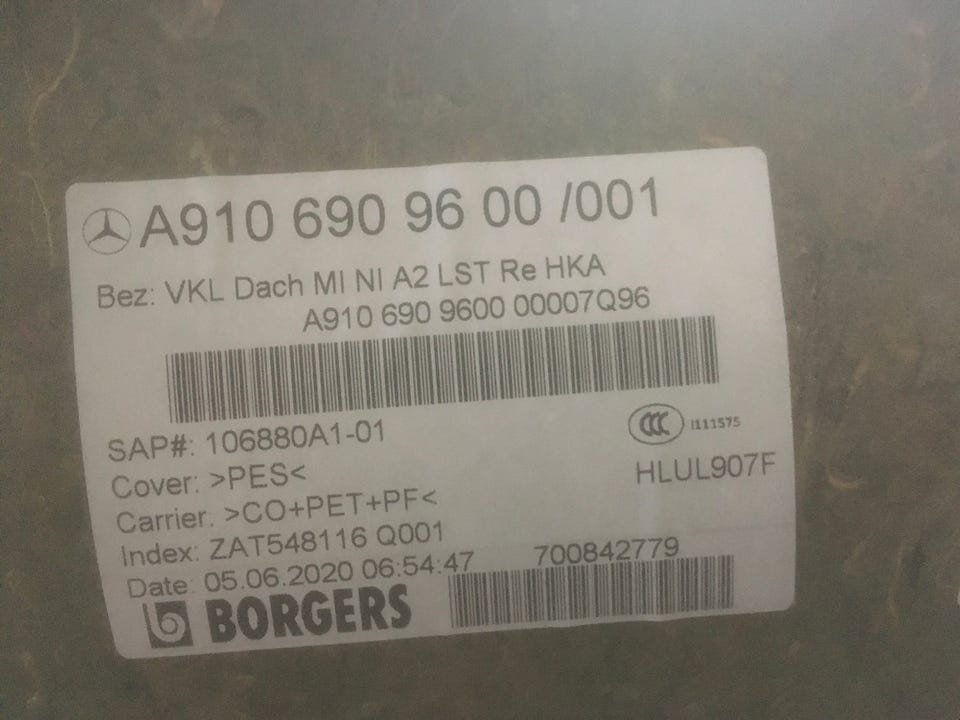 A910 690 96 00 /001
Bez: VKL Dach MI NI A2 LST Re HKA
A910 690 9600 00007Q96
SAP#: 106880A1-01
CCC I111575
Cover: >PES<
HLUL907F
Carrier: >CO+PET+PF<
Index: ZAT548116 Q001
Date: 05.06.2020 06:54:47
700842779
BORGERS